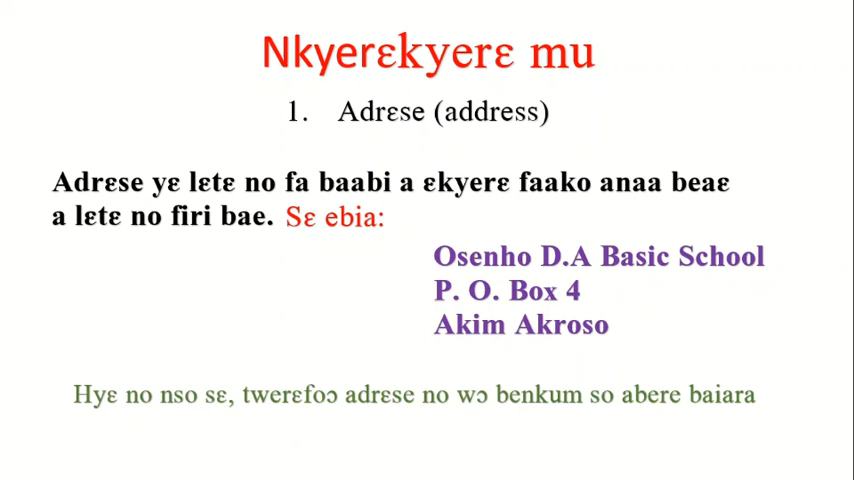 Nkyerɛkyerɛ mu
1. Adrɛse (address)
Adrɛse yɛ lɛtɛ no fa baabi a ɛkyerɛ faako anaa beaɛ
a lɛtɛ no firi bae. Sɛ ebia:
Osenho D.A Basic School
P. O. Box 4
Akim Akroso
Hyɛ no nso sɛ, twerɛfoɔ adrɛse no wɔ benkum so abere baiara